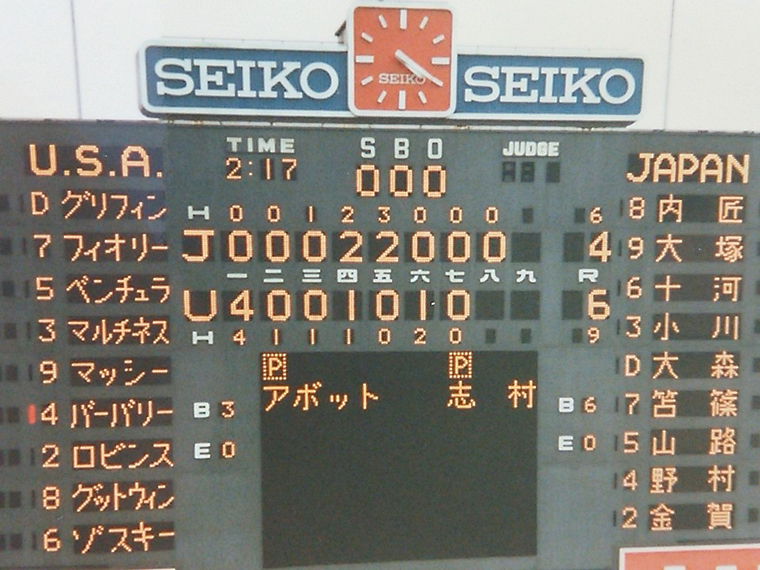 SEIKO SEIKO SEIKO
U.S.A. TIME S B O JUDGE JAPAN
2:17 0 0 0
D グリフィン H 0 0 1 2 3 0 0 0 6 8 内 匠
7 フィオリー J 0 0 0 2 2 0 0 0 4 9 大 塚
一 二 三 四 五 六 七 八 九 R
5 ベンチュラ U 4 0 0 1 0 1 0 6 6 十 河
3 マルチネス H 4 1 1 1 0 2 0 9 3 小 川
9 マッシー P P D 大 森
4 バーバリー B 3 アボット 志 村 B 6 7 笘 篠
2 ロビンス E 0 E 0 5 山 路
8 グットウィン 4 野 村
6 ゾスキー 2 金 賀